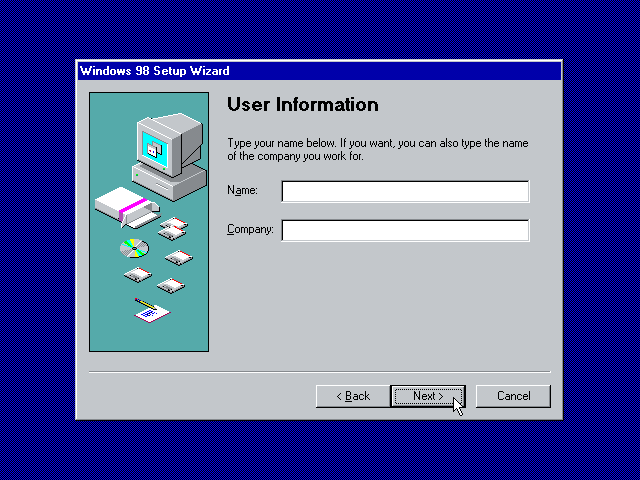 Windows 98 Setup Wizard
User Information
Type your name below. If you want, you can also type the name
of the company you work for.
Name:
Company:
< Back
Next >
Cancel